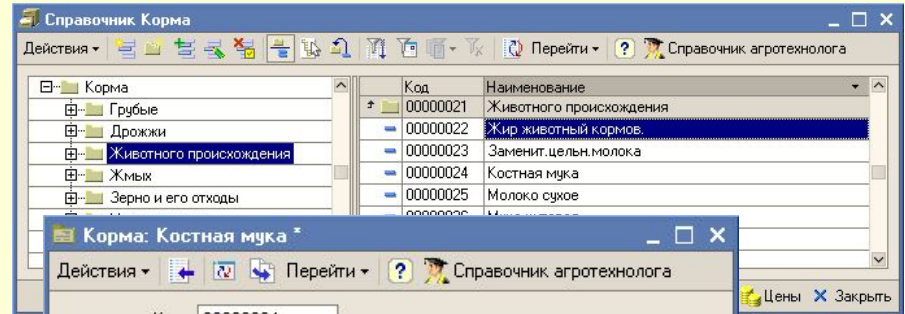 Справочник Корма
Действия Перейти ? Справочник агротехнолога
Корма
Грубые
Дрожжи
Животного происхождения
Жмых
Зерно и его отходы
Код Наименование
00000021 Животного происхождения
00000022 Жир животный кормов.
00000023 Заменит.цельн.молока
00000024 Костная мука
00000025 Молоко сухое
Корма: Костная мука *
Действия Перейти ? Справочник агротехнолога
Цены Закрыть